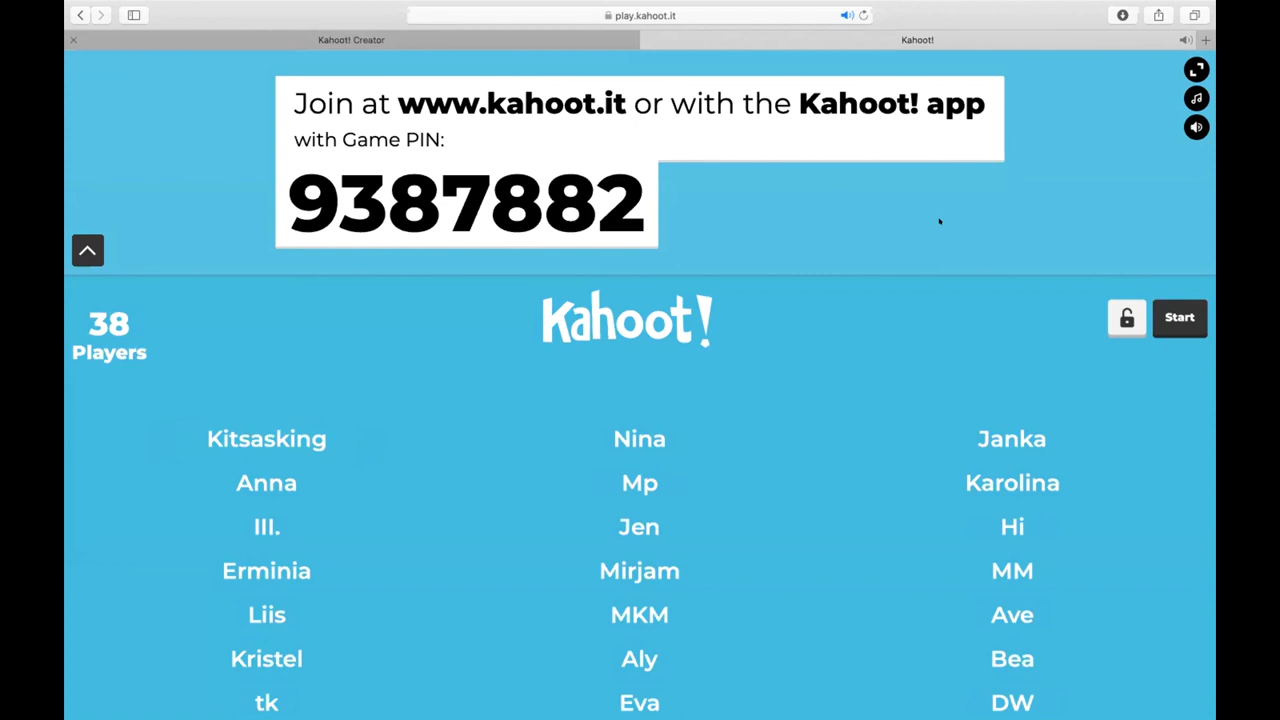 play.kahoot.it
Kahoot! Creator
Kahoot!
Join at www.kahoot.it or with the Kahoot! app
with Game PIN:
9387882
38
Players
Kahoot!
Start
Kitsasking Nina Janka
Anna Mp Karolina
III. Jen Hi
Erminia Mirjam MM
Liis MKM Ave
Kristel Aly Bea
tk Eva DW